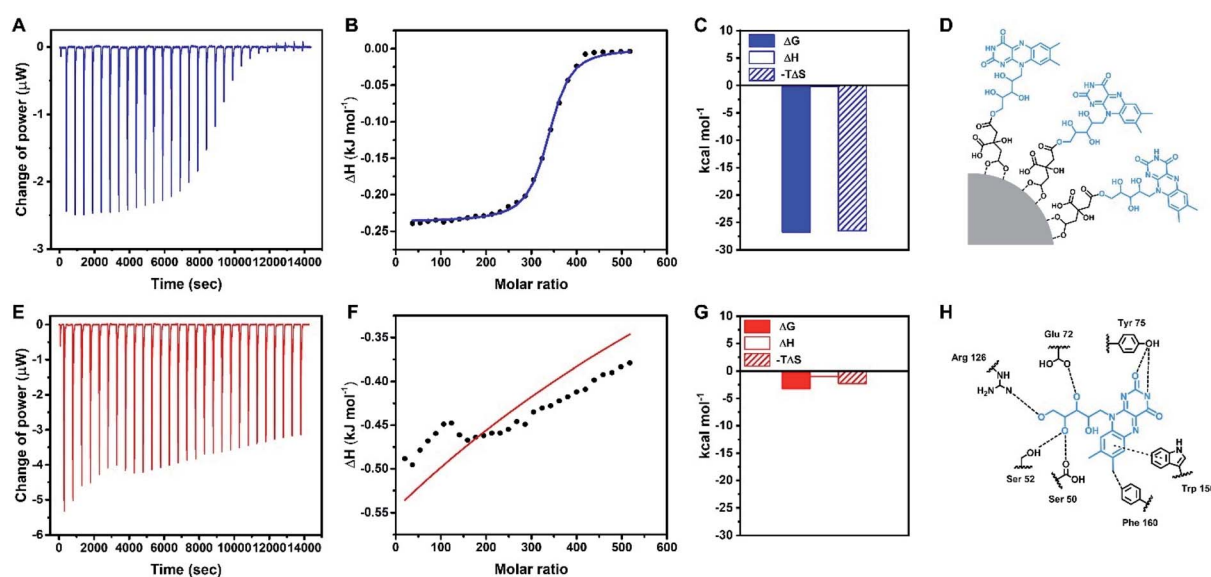 A
Change of power (µW)
0
-1
-2
-3
0 2000 4000 6000 8000 10000 12000 14000
Time (sec)
B
ΔH (kJ mol⁻¹)
0.00
-0.05
-0.10
-0.15
-0.20
-0.25
0 100 200 300 400 500 600
Molar ratio
C
kcal mol⁻¹
10
5
0
-5
-10
-15
-20
-25
-30
ΔG
ΔH
-TΔS
D
E
Change of power (µW)
0
-1
-2
-3
-4
-5
-6
0 2000 4000 6000 8000 10000 12000 14000
Time (sec)
F
ΔH (kJ mol⁻¹)
-0.35
-0.40
-0.45
-0.50
-0.55
0 100 200 300 400 500 600
Molar ratio
G
kcal mol⁻¹
10
5
0
-5
-10
-15
-20
-25
-30
ΔG
ΔH
-TΔS
H
Tyr 75
Glu 72
Arg 126
Ser 52
Ser 50
Trp 156
Phe 160